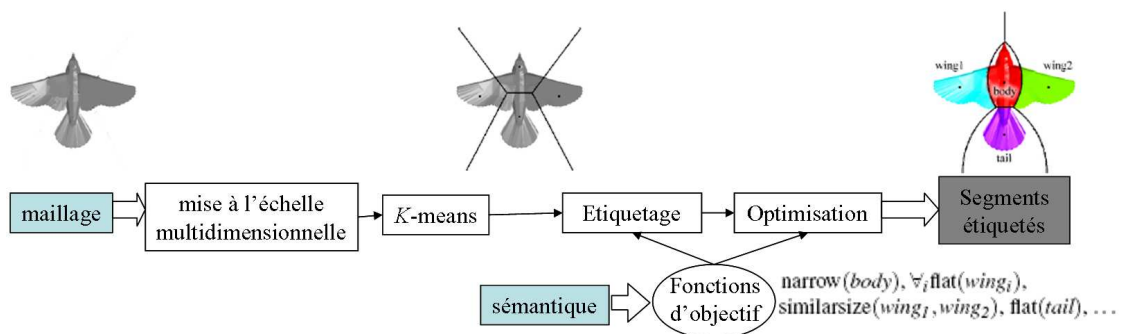 wing1
wing2
body
tail
maillage
mise à l’échelle
multidimensionnelle
K-means
Etiquetage
Optimisation
Segments
étiquetés
sémantique
Fonctions
d’objectif
narrow(body), ∀ᵢflat(wingᵢ),
similarsize(wing₁,wing₂), flat(tail), …